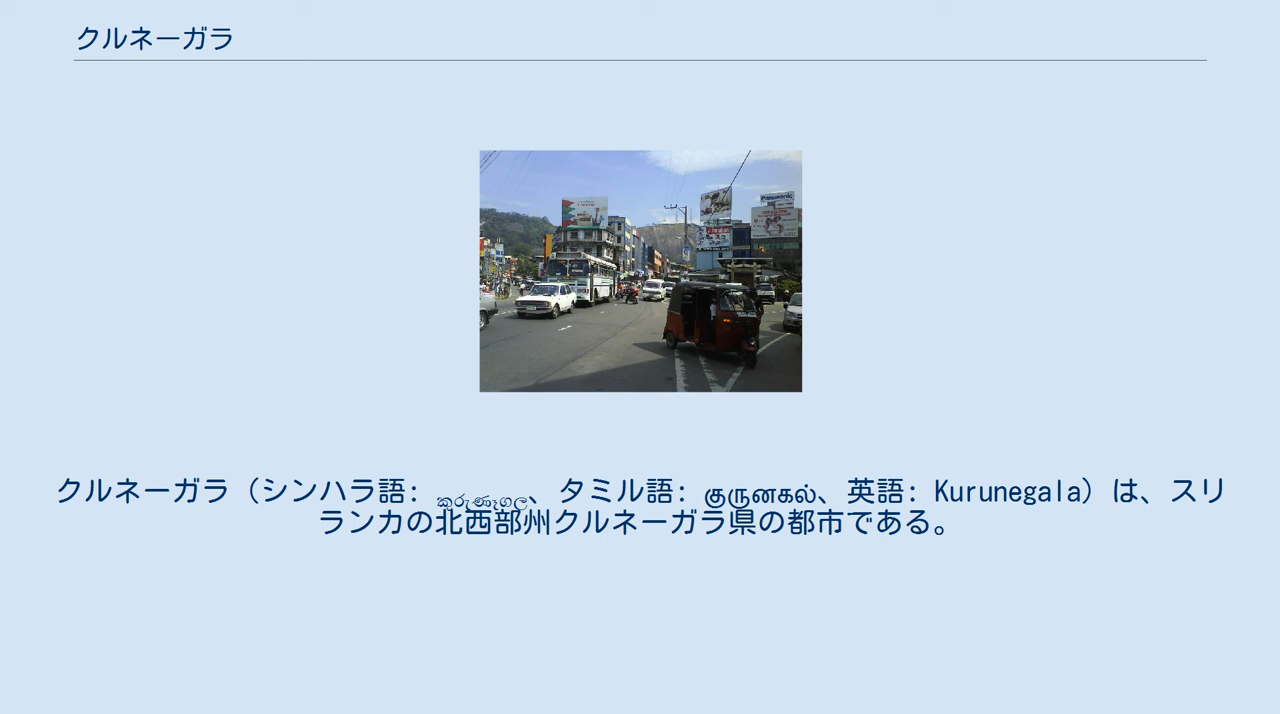 クルネーガラ
Panasonic
クルネーガラ（シンハラ語: කුරුණෑගල、タミル語: குருனகல்、英語: Kurunegala）は、スリ
ランカの北西部州クルネーガラ県の都市である。